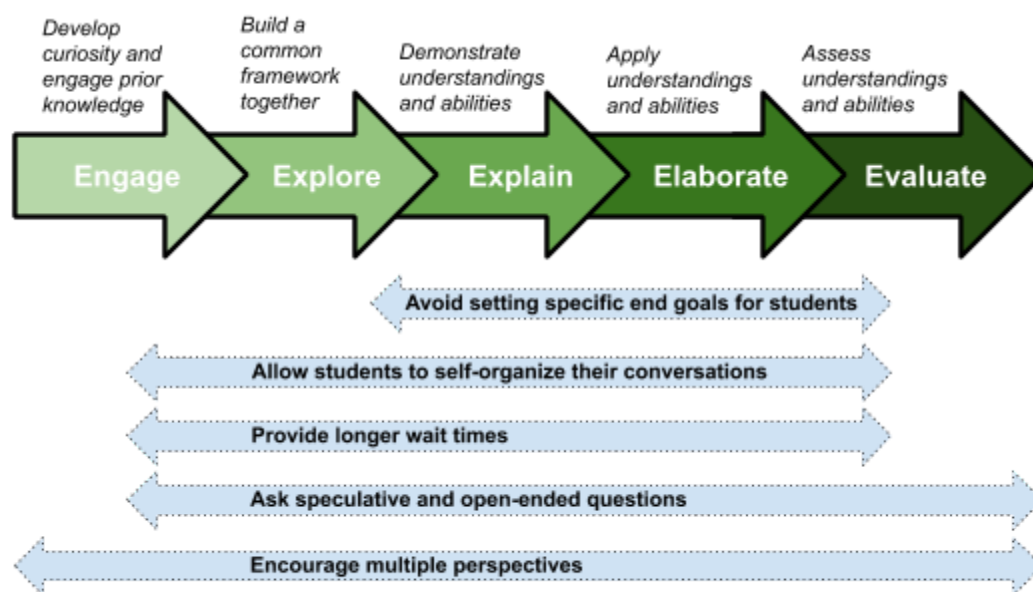 Develop
curiosity and
engage prior
knowledge
Build a
common
framework
together
Demonstrate
understandings
and abilities
Apply
understandings
and abilities
Assess
understandings
and abilities
Engage
Explore
Explain
Elaborate
Evaluate
Avoid setting specific end goals for students
Allow students to self-organize their conversations
Provide longer wait times
Ask speculative and open-ended questions
Encourage multiple perspectives